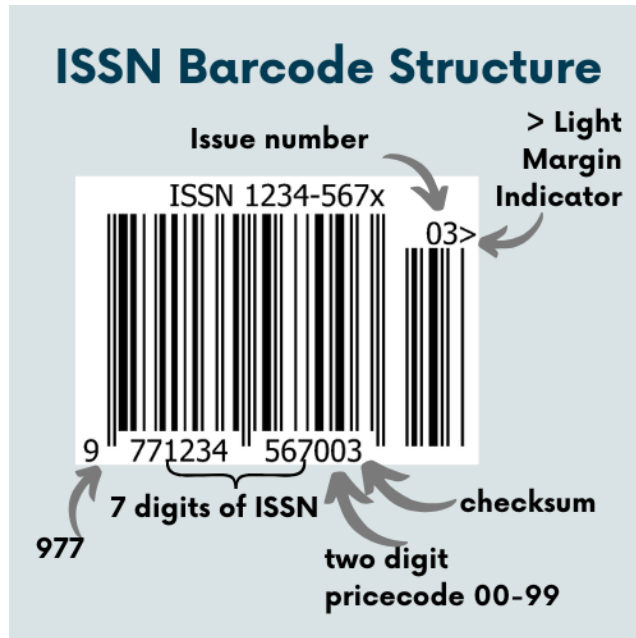 ISSN Barcode Structure
Issue number
> Light
Margin
Indicator
ISSN 1234-567x
03>
9 771234 567003
7 digits of ISSN
checksum
977
two digit
pricecode 00-99